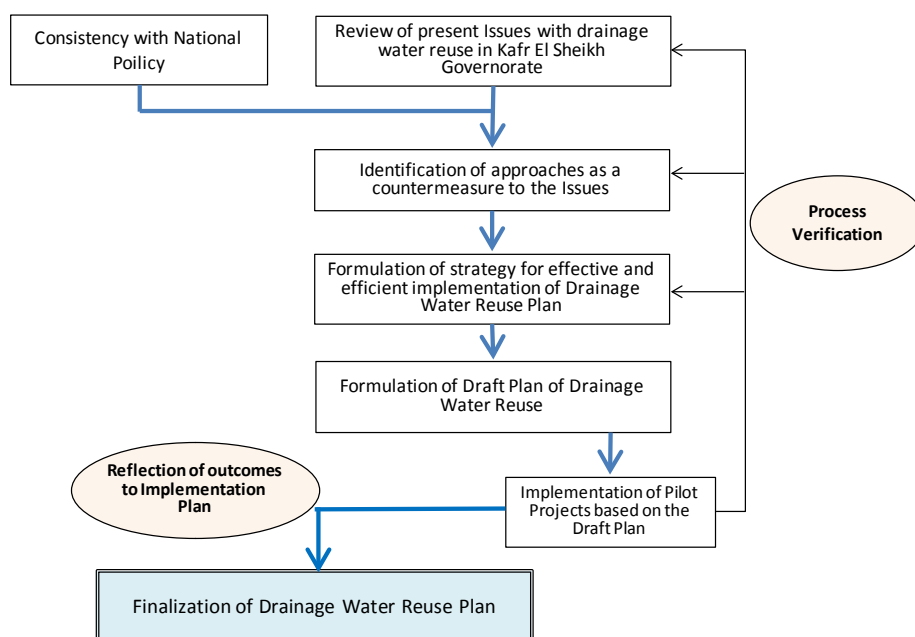 Consistency with National
Poilicy
Review of present Issues with drainage
water reuse in Kafr El Sheikh
Governorate
Identification of approaches as a
countermeasure to the Issues
Process
Verification
Formulation of strategy for effective and
efficient implementation of Drainage
Water Reuse Plan
Formulation of Draft Plan of Drainage
Water Reuse
Reflection of outcomes
to Implementation
Plan
Implementation of Pilot
Projects based on the
Draft Plan
Finalization of Drainage Water Reuse Plan